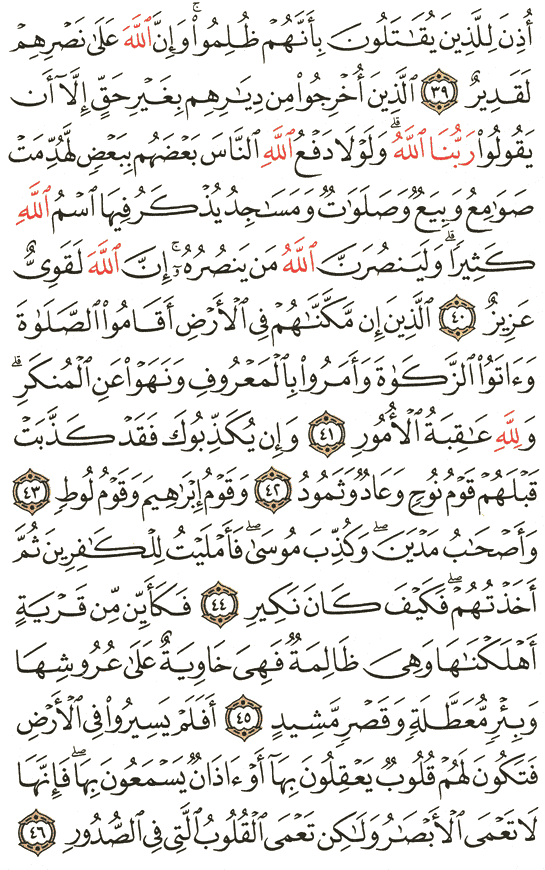 أُذِنَ لِلَّذِينَ يُقَٰتَلُونَ بِأَنَّهُمْ ظُلِمُوا۟ ۚ وَإِنَّ ٱللَّهَ عَلَىٰ نَصْرِهِمْ
لَقَدِيرٌ ٣٩ ٱلَّذِينَ أُخْرِجُوا۟ مِن دِيَٰرِهِم بِغَيْرِ حَقٍّ إِلَّآ أَن
يَقُولُوا۟ رَبُّنَا ٱللَّهُ ۗ وَلَوْلَا دَفْعُ ٱللَّهِ ٱلنَّاسَ بَعْضَهُم بِبَعْضٍ لَّهُدِّمَتْ
صَوَٰمِعُ وَبِيَعٌ وَصَلَوَٰتٌ وَمَسَٰجِدُ يُذْكَرُ فِيهَا ٱسْمُ ٱللَّهِ
كَثِيرًا ۗ وَلَيَنصُرَنَّ ٱللَّهُ مَن يَنصُرُهُۥٓ ۗ إِنَّ ٱللَّهَ لَقَوِىٌّ
عَزِيزٌ ٤٠ ٱلَّذِينَ إِن مَّكَّنَّٰهُمْ فِى ٱلْأَرْضِ أَقَامُوا۟ ٱلصَّلَوٰةَ
وَءَاتَوُا۟ ٱلزَّكَوٰةَ وَأَمَرُوا۟ بِٱلْمَعْرُوفِ وَنَهَوْا۟ عَنِ ٱلْمُنكَرِ ۗ
وَلِلَّهِ عَٰقِبَةُ ٱلْأُمُورِ ٤١ وَإِن يُكَذِّبُوكَ فَقَدْ كَذَّبَتْ
قَبْلَهُمْ قَوْمُ نُوحٍ وَعَادٌ وَثَمُودُ ٤٢ وَقَوْمُ إِبْرَٰهِيمَ وَقَوْمُ لُوطٍ ٤٣
وَأَصْحَٰبُ مَدْيَنَ ۖ وَكُذِّبَ مُوسَىٰ ۖ فَأَمْلَيْتُ لِلْكَٰفِرِينَ ثُمَّ
أَخَذْتُهُمْ ۖ فَكَيْفَ كَانَ نَكِيرِ ٤٤ فَكَأَيِّن مِّن قَرْيَةٍ
أَهْلَكْنَٰهَا وَهِىَ ظَالِمَةٌ فَهِىَ خَاوِيَةٌ عَلَىٰ عُرُوشِهَا
وَبِئْرٍ مُّعَطَّلَةٍ وَقَصْرٍ مَّشِيدٍ ٤٥ أَفَلَمْ يَسِيرُوا۟ فِى ٱلْأَرْضِ
فَتَكُونَ لَهُمْ قُلُوبٌ يَعْقِلُونَ بِهَآ أَوْ ءَاذَانٌ يَسْمَعُونَ بِهَا ۖ فَإِنَّهَا
لَا تَعْمَى ٱلْأَبْصَٰرُ وَلَٰكِن تَعْمَى ٱلْقُلُوبُ ٱلَّتِى فِى ٱلصُّدُورِ ٤٦